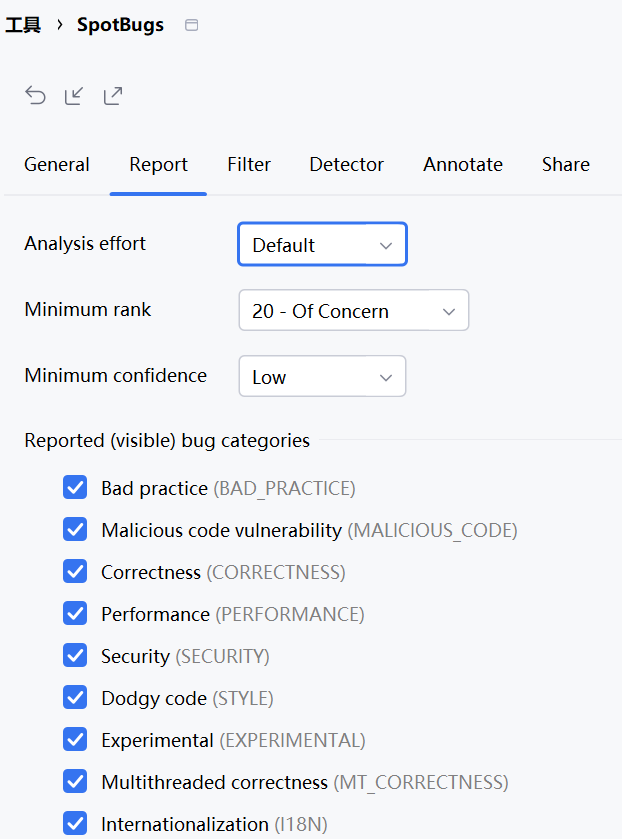 工具 › SpotBugs
General Report Filter Detector Annotate Share
Analysis effort Default
Minimum rank 20 - Of Concern
Minimum confidence Low
Reported (visible) bug categories
Bad practice (BAD_PRACTICE)
Malicious code vulnerability (MALICIOUS_CODE)
Correctness (CORRECTNESS)
Performance (PERFORMANCE)
Security (SECURITY)
Dodgy code (STYLE)
Experimental (EXPERIMENTAL)
Multithreaded correctness (MT_CORRECTNESS)
Internationalization (I18N)